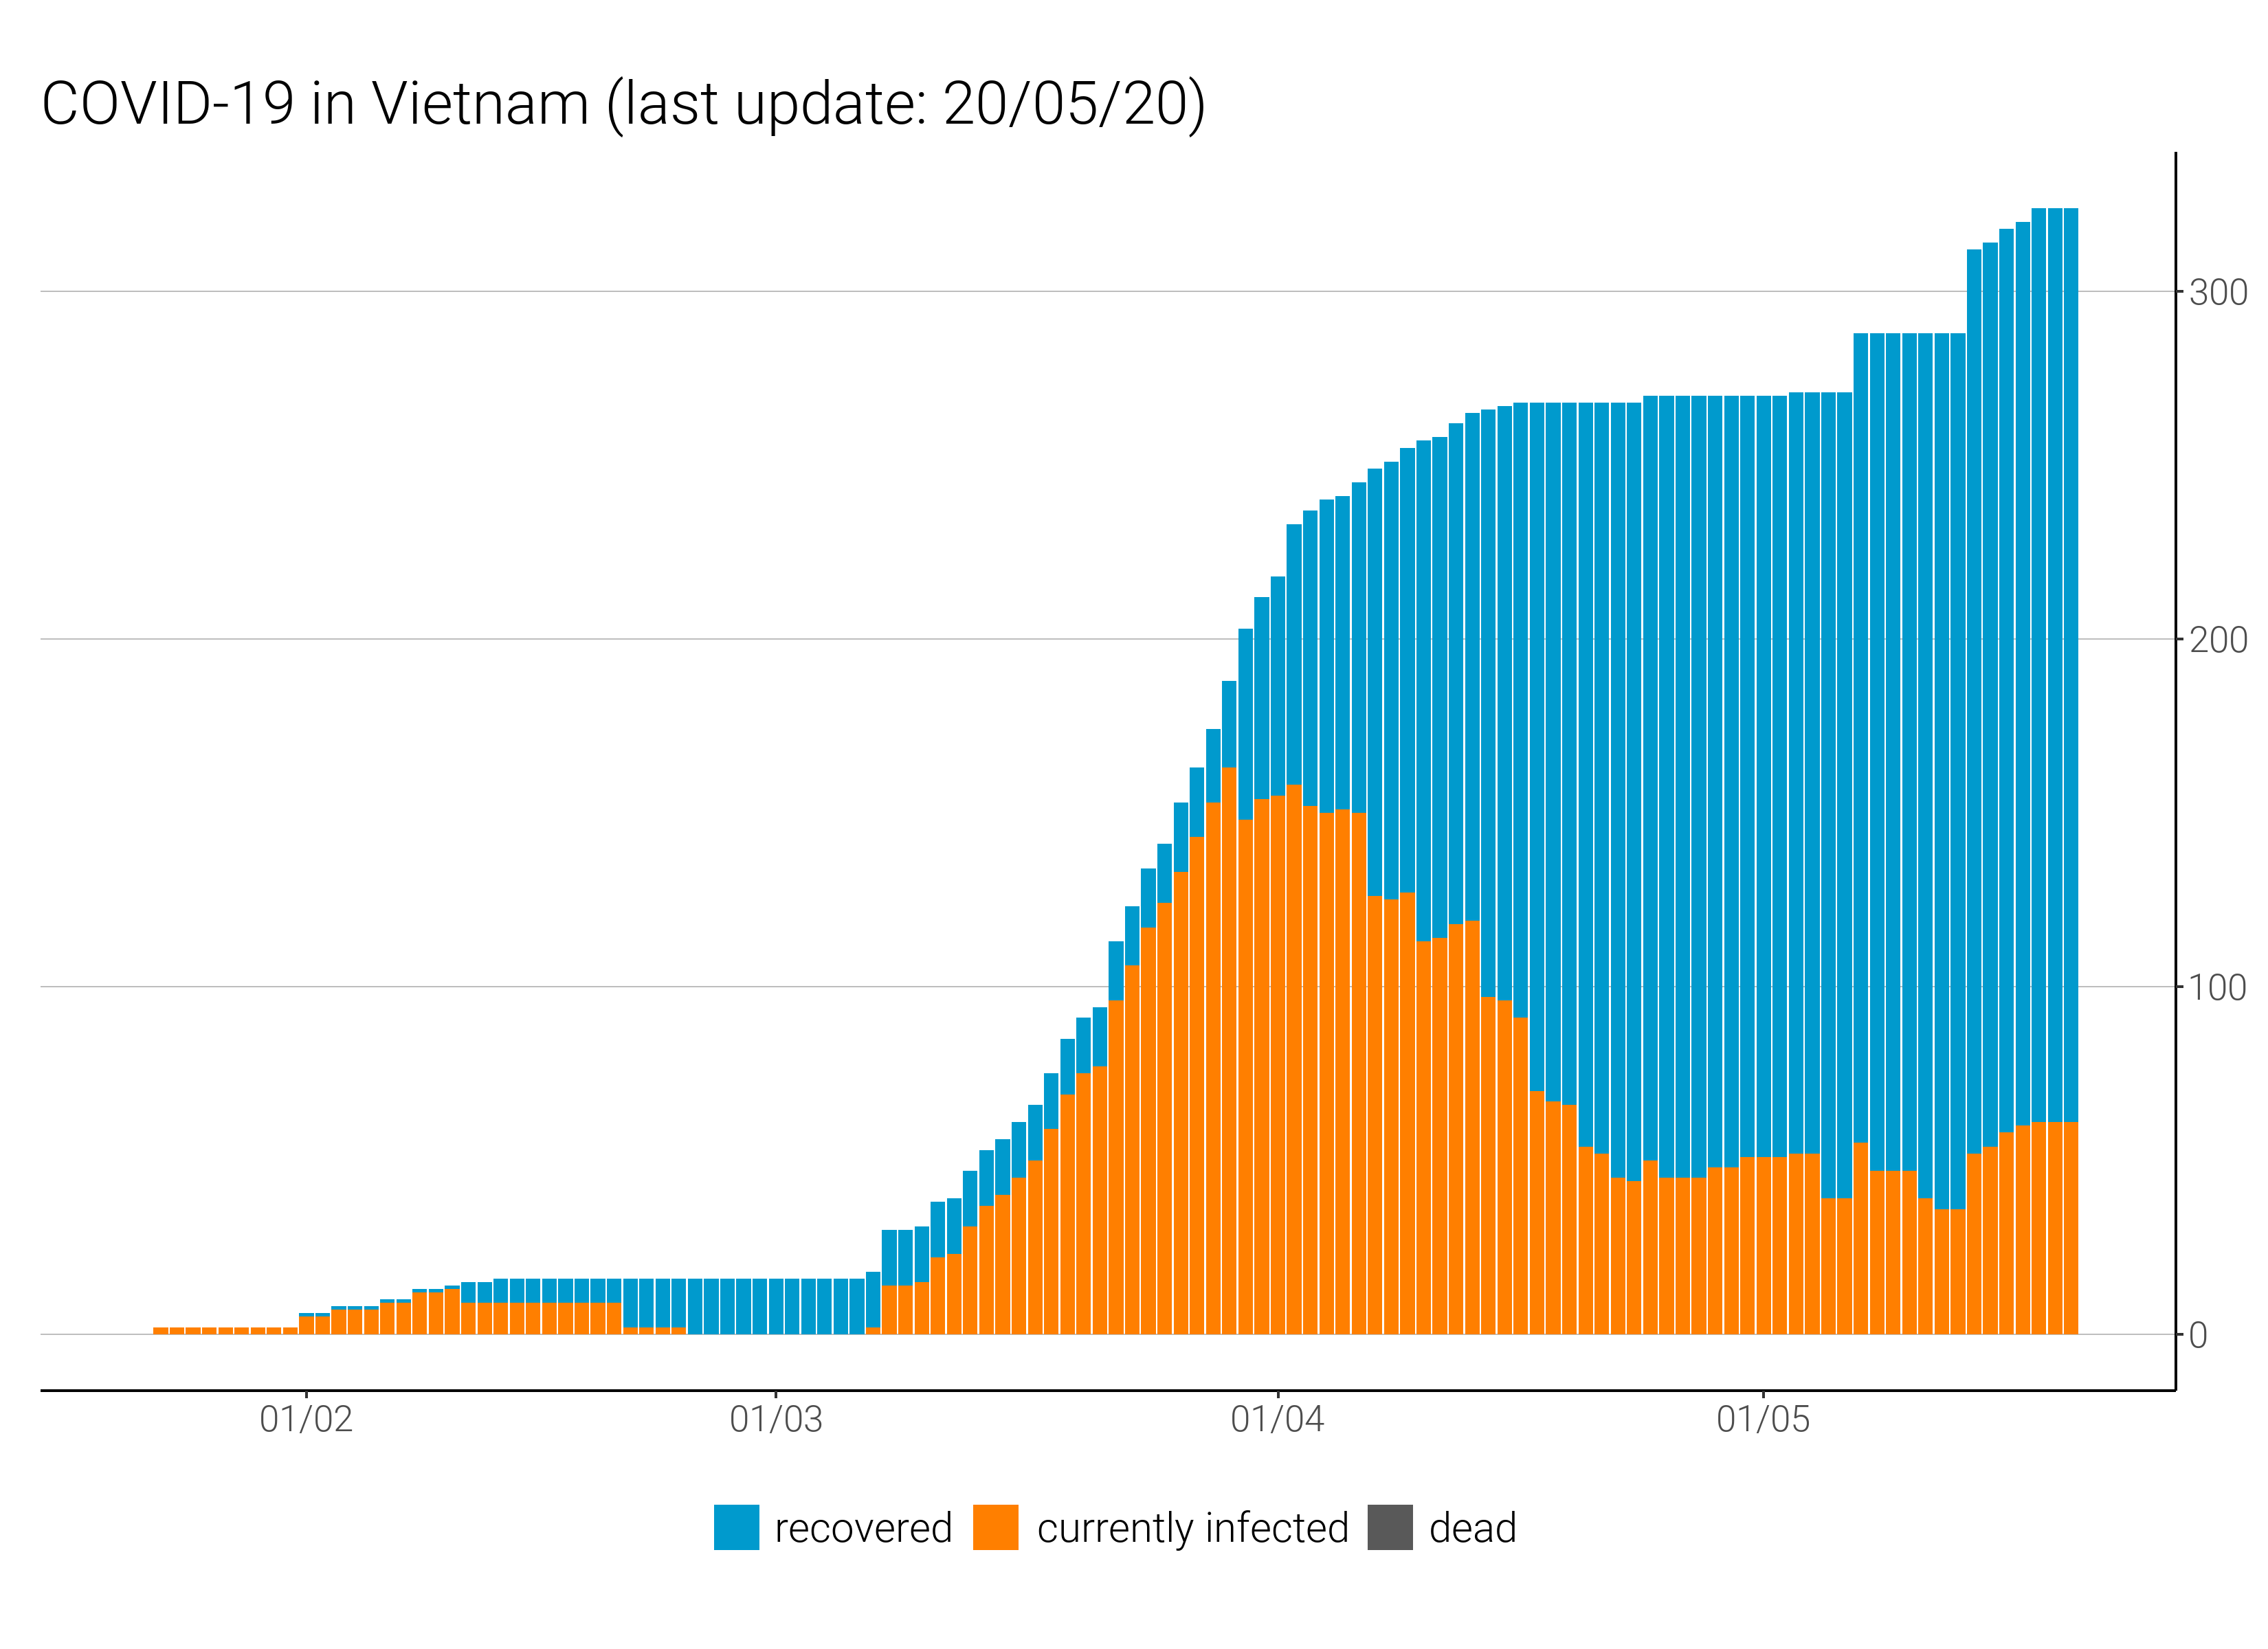 COVID-19 in Vietnam (last update: 20/05/20)
300
200
100
0
01/02 01/03 01/04 01/05
recovered currently infected dead